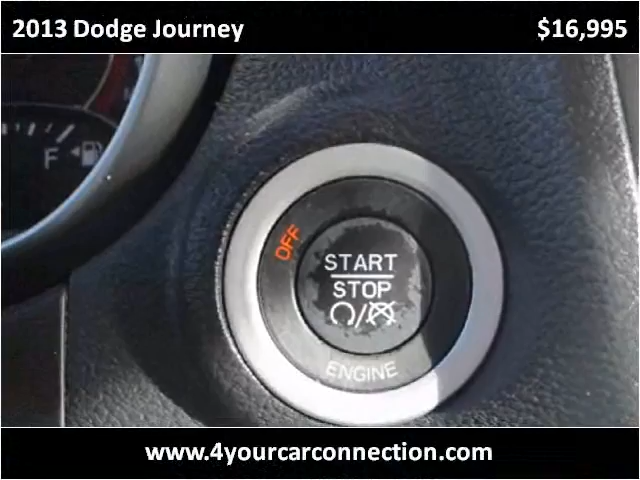 2013 Dodge Journey
$16,995
F
OFF
START
STOP
ENGINE
www.4yourcarconnection.com